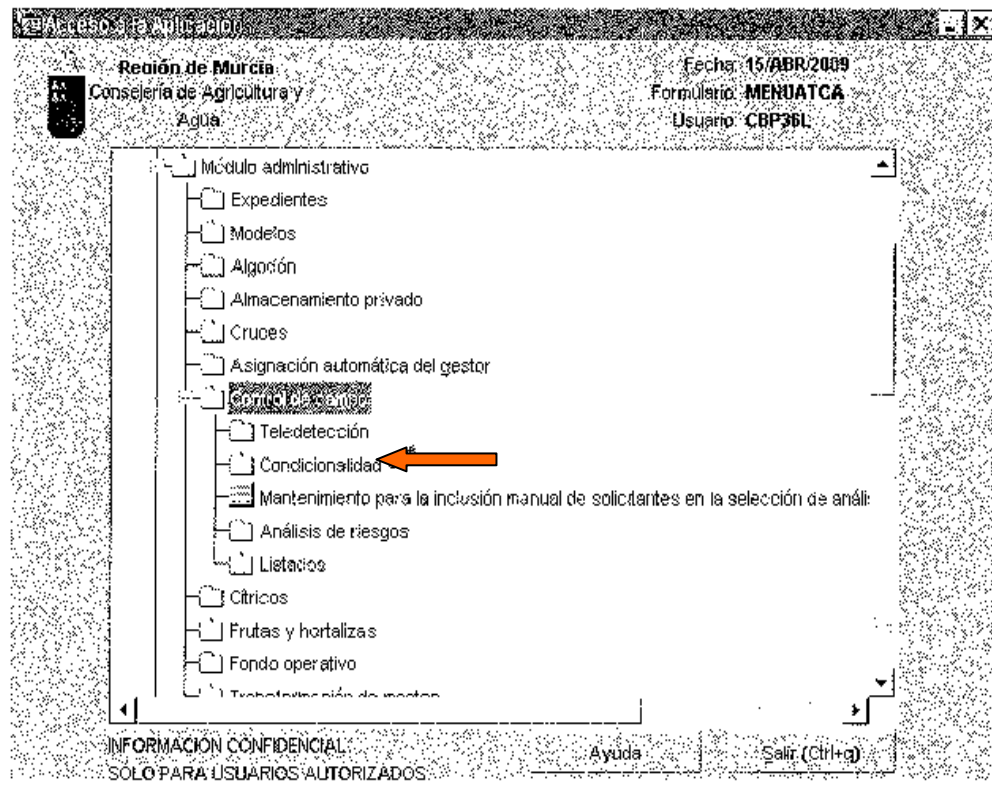 Acceso a la Aplicación
Región de Murcia
Consejería de Agricultura y
Agua
Fecha: 15/ABR/2009
Formulario: MENUATCA
Usuario: CBP36L
Módulo administrativo
Expedientes
Modelos
Algodón
Almacenamiento privado
Cruces
Asignación automática del gestor
Control de campo
Teledetección
Condicionalidad
Mantenimiento para la inclusión manual de solicitantes en la selección de anális
Análisis de riesgos
Listados
Cítricos
Frutas y hortalizas
Fondo operativo
INFORMACION CONFIDENCIAL
SOLO PARA USUARIOS AUTORIZADOS
Ayuda
Salir (Ctrl+q)